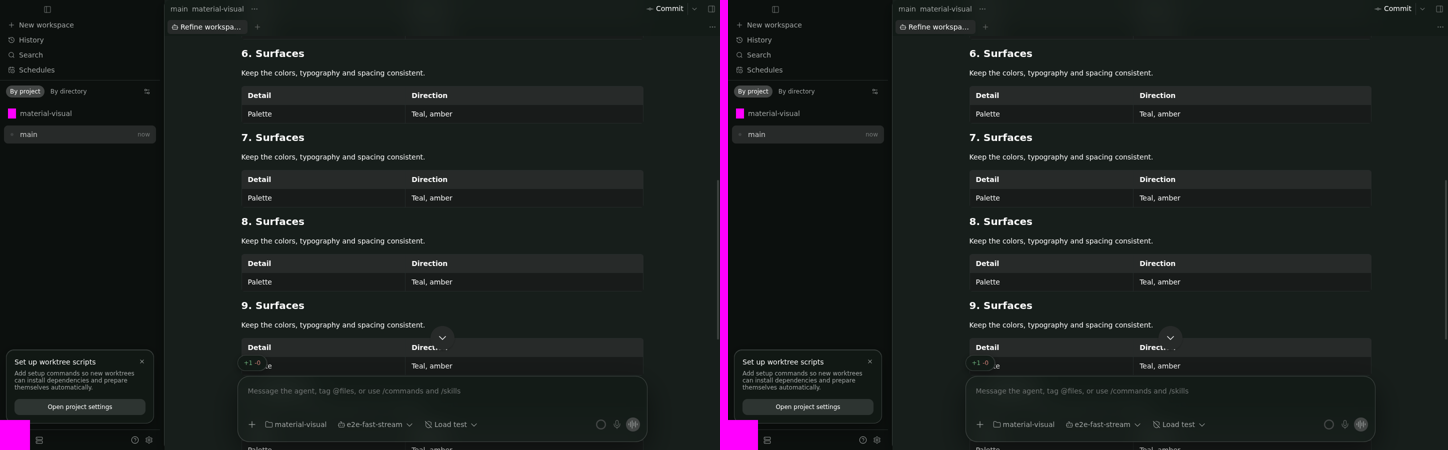 main material-visual ...
Commit
New workspace
History
Search
Schedules
By project By directory
material-visual
main now
Set up worktree scripts
Add setup commands so new worktrees
can install dependencies and prepare
themselves automatically.
Open project settings
Refine workspa...
6. Surfaces
Keep the colors, typography and spacing consistent.
Detail Direction
Palette Teal, amber
7. Surfaces
Keep the colors, typography and spacing consistent.
Detail Direction
Palette Teal, amber
8. Surfaces
Keep the colors, typography and spacing consistent.
Detail Direction
Palette Teal, amber
9. Surfaces
Keep the colors, typography and spacing consistent.
Detail
+1 -0 Teal, amber
Message the agent, tag @files, or use /commands and /skills
material-visual e2e-fast-stream Load test
main material-visual ...
Commit
New workspace
History
Search
Schedules
By project By directory
material-visual
main now
Set up worktree scripts
Add setup commands so new worktrees
can install dependencies and prepare
themselves automatically.
Open project settings
Refine workspa...
6. Surfaces
Keep the colors, typography and spacing consistent.
Detail Direction
Palette Teal, amber
7. Surfaces
Keep the colors, typography and spacing consistent.
Detail Direction
Palette Teal, amber
8. Surfaces
Keep the colors, typography and spacing consistent.
Detail Direction
Palette Teal, amber
9. Surfaces
Keep the colors, typography and spacing consistent.
Detail
+1 -0 Teal, amber
Message the agent, tag @files, or use /commands and /skills
material-visual e2e-fast-stream Load test